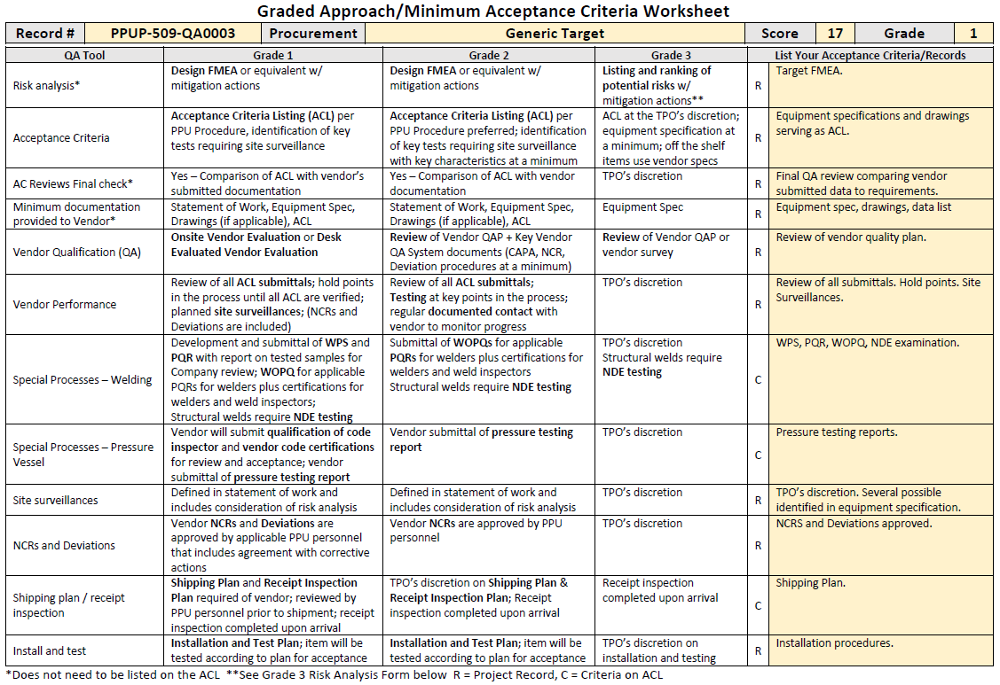 Graded Approach/Minimum Acceptance Criteria Worksheet
Record # PPUP-509-QA0003 Procurement Generic Target Score 17 Grade 1
QA Tool Grade 1 Grade 2 Grade 3 List Your Acceptance Criteria/Records
Risk analysis*
Design FMEA or equivalent w/
mitigation actions
Design FMEA or equivalent w/
mitigation actions
Listing and ranking of
potential risks w/
mitigation actions**
R
Target FMEA.
Acceptance Criteria
Acceptance Criteria Listing (ACL) per
PPU Procedure, identification of key
tests requiring site surveillance
Acceptance Criteria Listing (ACL) per
PPU Procedure preferred; identification
of key tests requiring site surveillance
with key characteristics at a minimum
ACL at the TPO's discretion;
equipment specification at
a minimum; off the shelf
items use vendor specs
R
Equipment specifications and drawings
serving as ACL.
AC Reviews Final check*
Yes – Comparison of ACL with vendor's
submitted documentation
Yes – Comparison of ACL with vendor
documentation
TPO's discretion
R
Final QA review comparing vendor
submitted data to requirements.
Minimum documentation
provided to Vendor*
Statement of Work, Equipment Spec,
Drawings (if applicable), ACL
Statement of Work, Equipment Spec,
Drawings (if applicable), ACL
Equipment Spec
R
Equipment spec, drawings, data list
Vendor Qualification (QA)
Onsite Vendor Evaluation or Desk
Evaluated Vendor Evaluation
Review of Vendor QAP + Key Vendor
QA System documents (CAPA, NCR,
Deviation procedures at a minimum)
Review of Vendor QAP or
vendor survey
R
Review of vendor quality plan.
Vendor Performance
Review of all ACL submittals; hold points
in the process until all ACL are verified;
planned site surveillances; (NCRs and
Deviations are included)
Review of all ACL submittals;
Testing at key points in the process;
regular documented contact with
vendor to monitor progress
TPO's discretion
R
Review of all submittals. Hold points. Site
Surveillances.
Special Processes – Welding
Development and submittal of WPS and
PQR with report on tested samples for
Company review; WOPQ for applicable
PQRs for welders plus certifications for
welders and weld inspectors;
Structural welds require NDE testing
Submittal of WOPQs for applicable
PQRs for welders plus certifications for
welders and weld inspectors
Structural welds require NDE testing
TPO's discretion
Structural welds require
NDE testing
C
WPS, PQR, WOPQ, NDE examination.
Special Processes – Pressure
Vessel
Vendor will submit qualification of code
inspector and vendor code certifications
for review and acceptance; vendor
submittal of pressure testing report
Vendor submittal of pressure testing
report
TPO's discretion
C
Pressure testing reports.
Site surveillances
Defined in statement of work and
includes consideration of risk analysis
Defined in statement of work and
includes consideration of risk analysis
TPO's discretion
R
TPO's discretion. Several possible
identified in equipment specification.
NCRs and Deviations
Vendor NCRs and Deviations are
approved by applicable PPU personnel
that includes agreement with corrective
actions
Vendor NCRs are approved by PPU
personnel
TPO's discretion
R
NCRS and Deviations approved.
Shipping plan / receipt
inspection
Shipping Plan and Receipt Inspection
Plan required of vendor; reviewed by
PPU personnel prior to shipment; receipt
inspection completed upon arrival
TPO's discretion on Shipping Plan &
Receipt Inspection Plan; Receipt
inspection completed upon arrival
Receipt inspection
completed upon arrival
C
Shipping Plan.
Install and test
Installation and Test Plan; item will be
tested according to plan for acceptance
Installation and Test Plan; item will be
tested according to plan for acceptance
TPO's discretion on
installation and testing
R
Installation procedures.
*Does not need to be listed on the ACL **See Grade 3 Risk Analysis Form below R = Project Record, C = Criteria on ACL